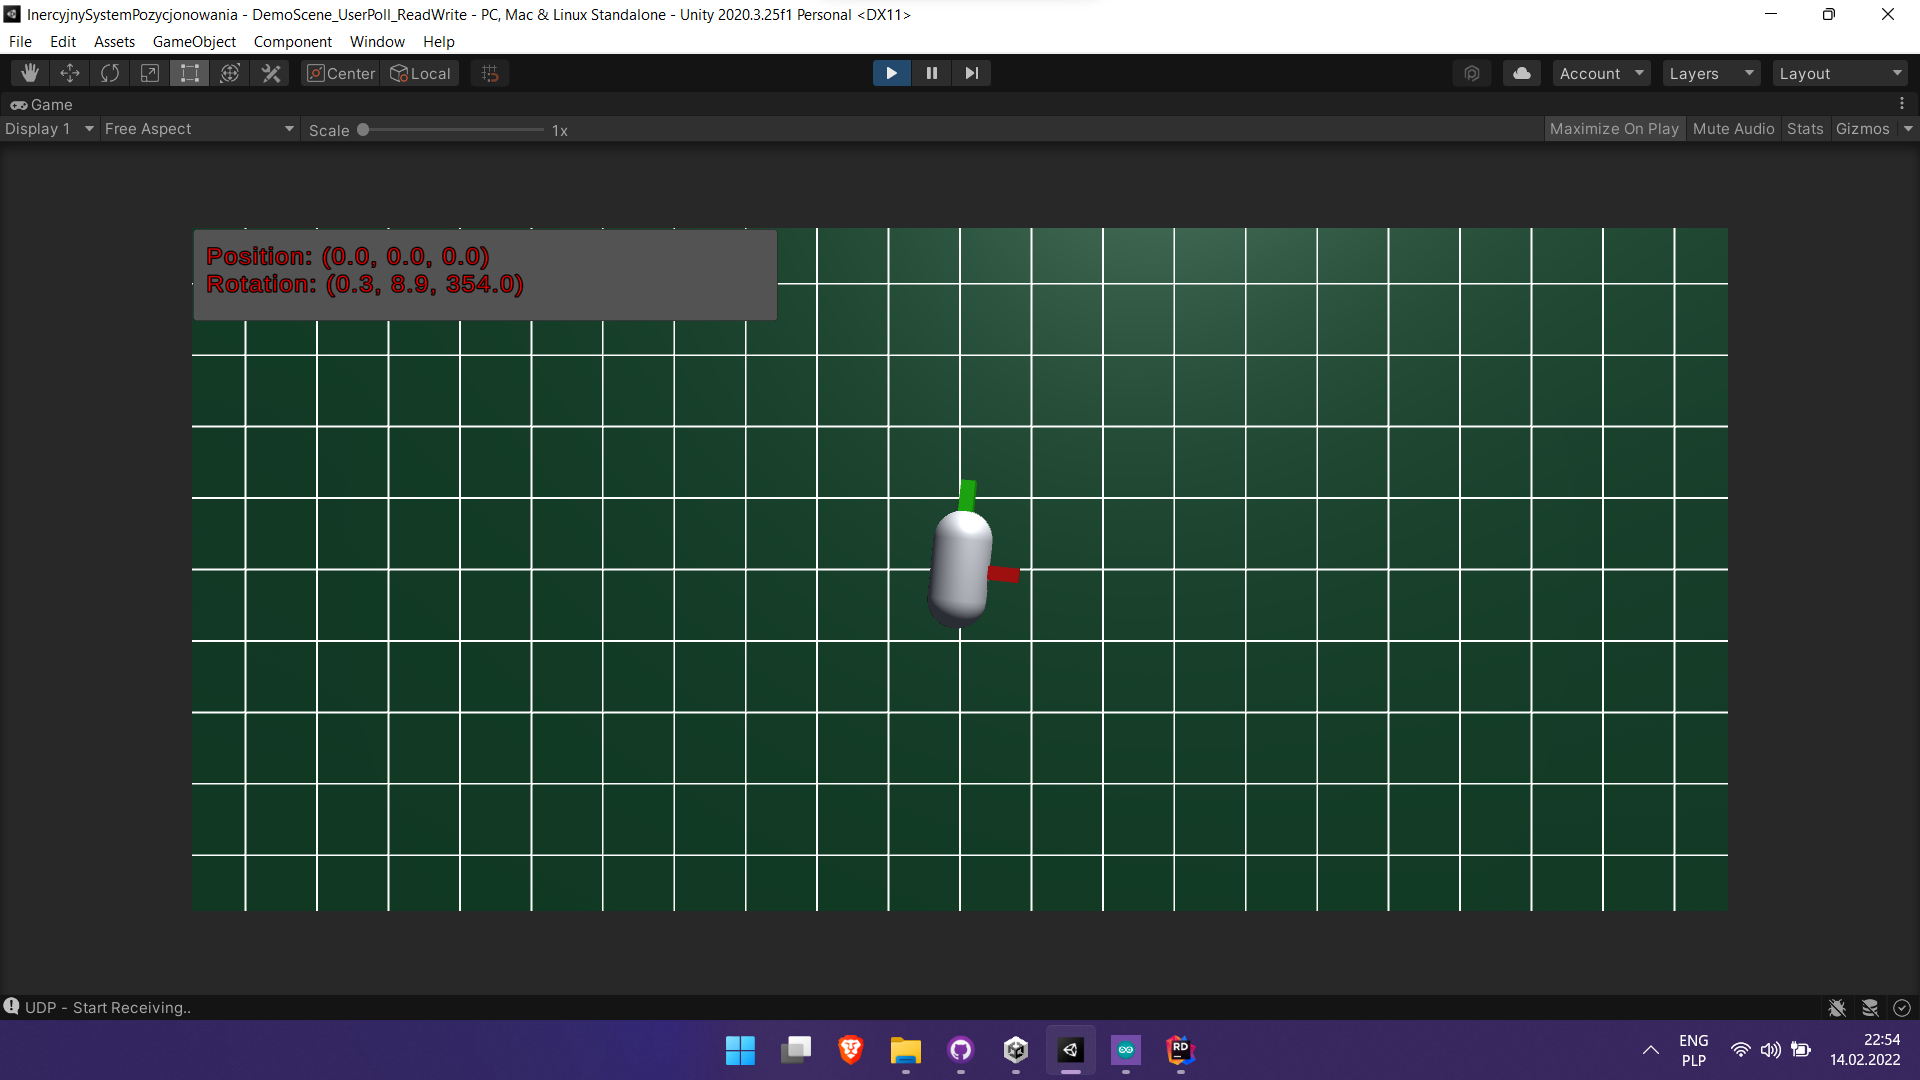 InercyjnySystemPozycjonowania - DemoScene_UserPoll_ReadWrite - PC, Mac & Linux Standalone - Unity 2020.3.25f1 Personal <DX11>
File Edit Assets GameObject Component Window Help
Center Local Account Layers Layout
Game
Display 1 Free Aspect Scale 1x Maximize On Play Mute Audio Stats Gizmos
Position: (0.0, 0.0, 0.0)
Rotation: (0.3, 8.9, 354.0)
UDP - Start Receiving..
RD
ENG 22:54
PLP 14.02.2022